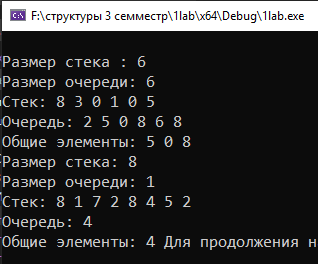 F:\структуры 3 семместр\1lab\x64\Debug\1lab.exe
Размер стека : 6
Размер очереди: 6
Стек: 8 3 0 1 0 5
Очередь: 2 5 0 8 6 8
Общие элементы: 5 0 8
Размер стека: 8
Размер очереди: 1
Стек: 8 1 7 2 8 4 5 2
Очередь: 4
Общие элементы: 4 Для продолжения н